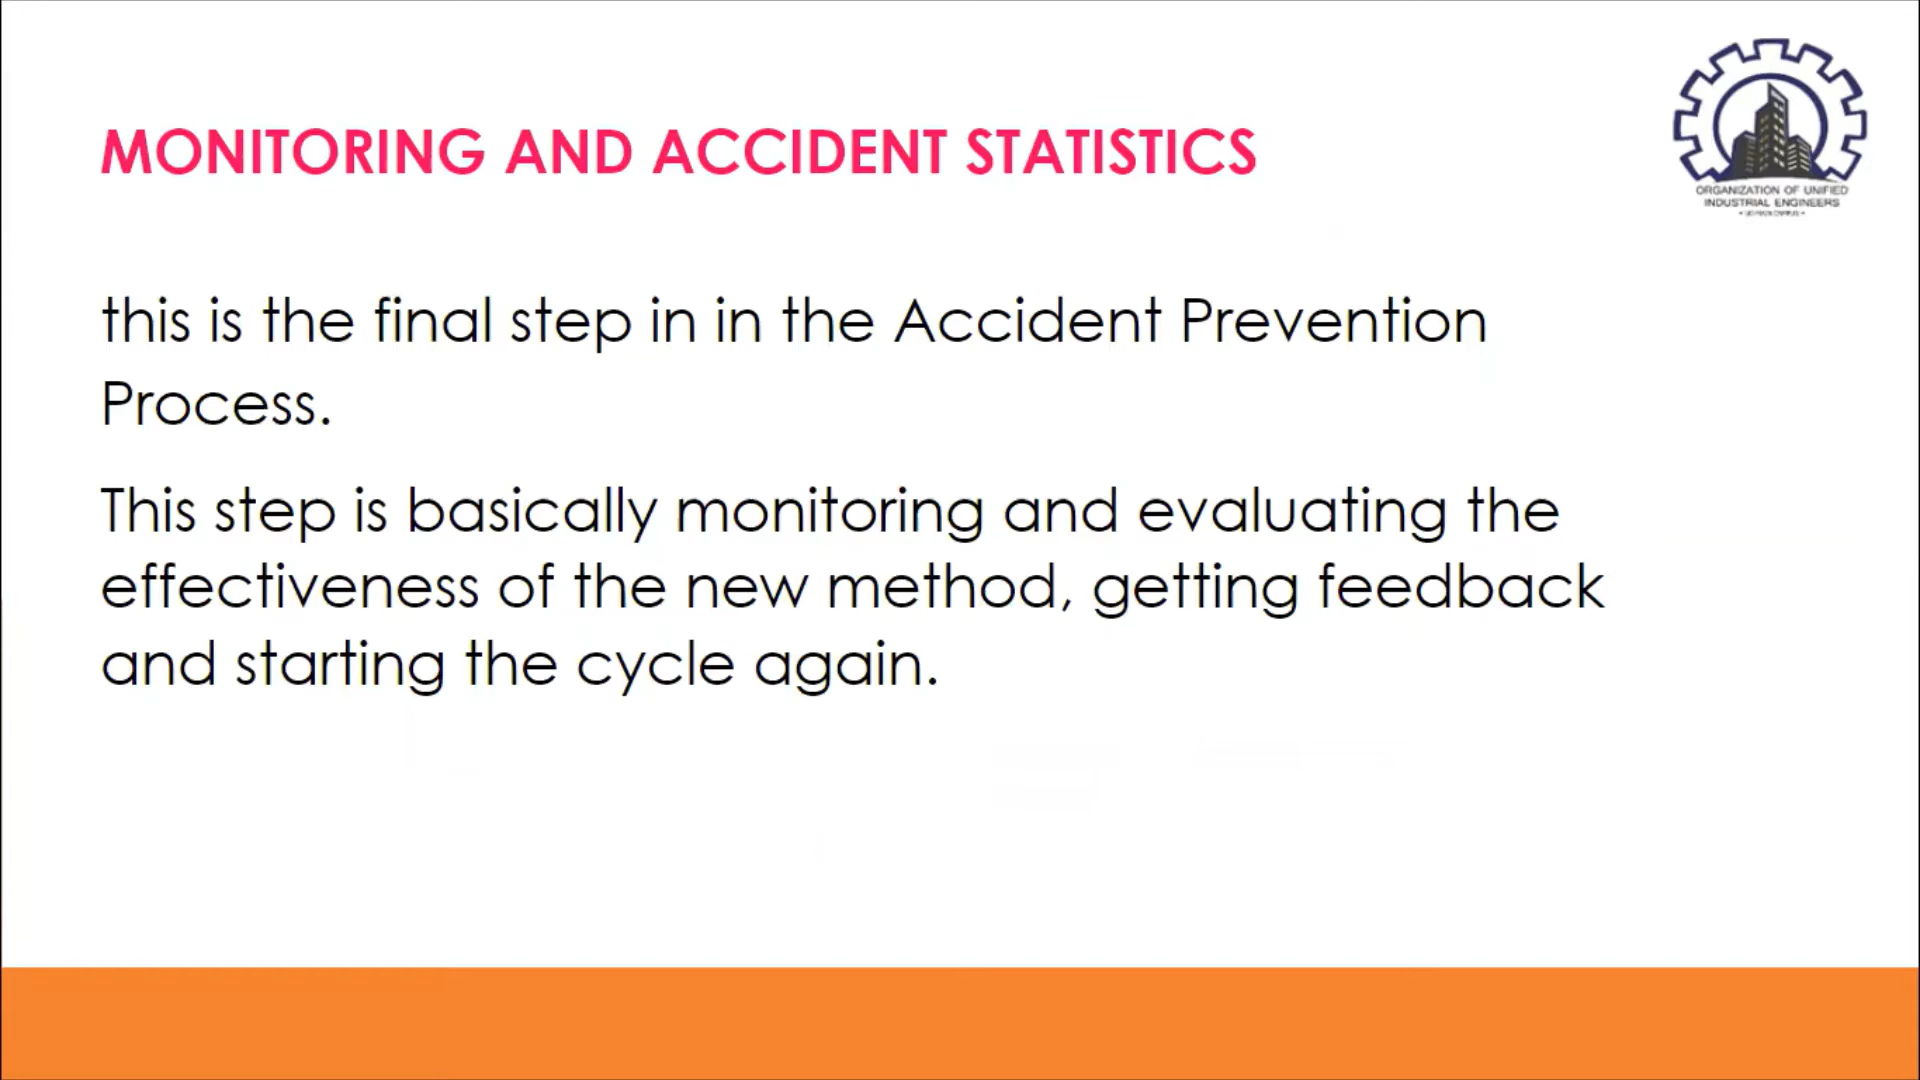 MONITORING AND ACCIDENT STATISTICS
ORGANIZATION OF UNIFIED
INDUSTRIAL ENGINEERS
this is the final step in in the Accident Prevention
Process.
This step is basically monitoring and evaluating the
effectiveness of the new method, getting feedback
and starting the cycle again.